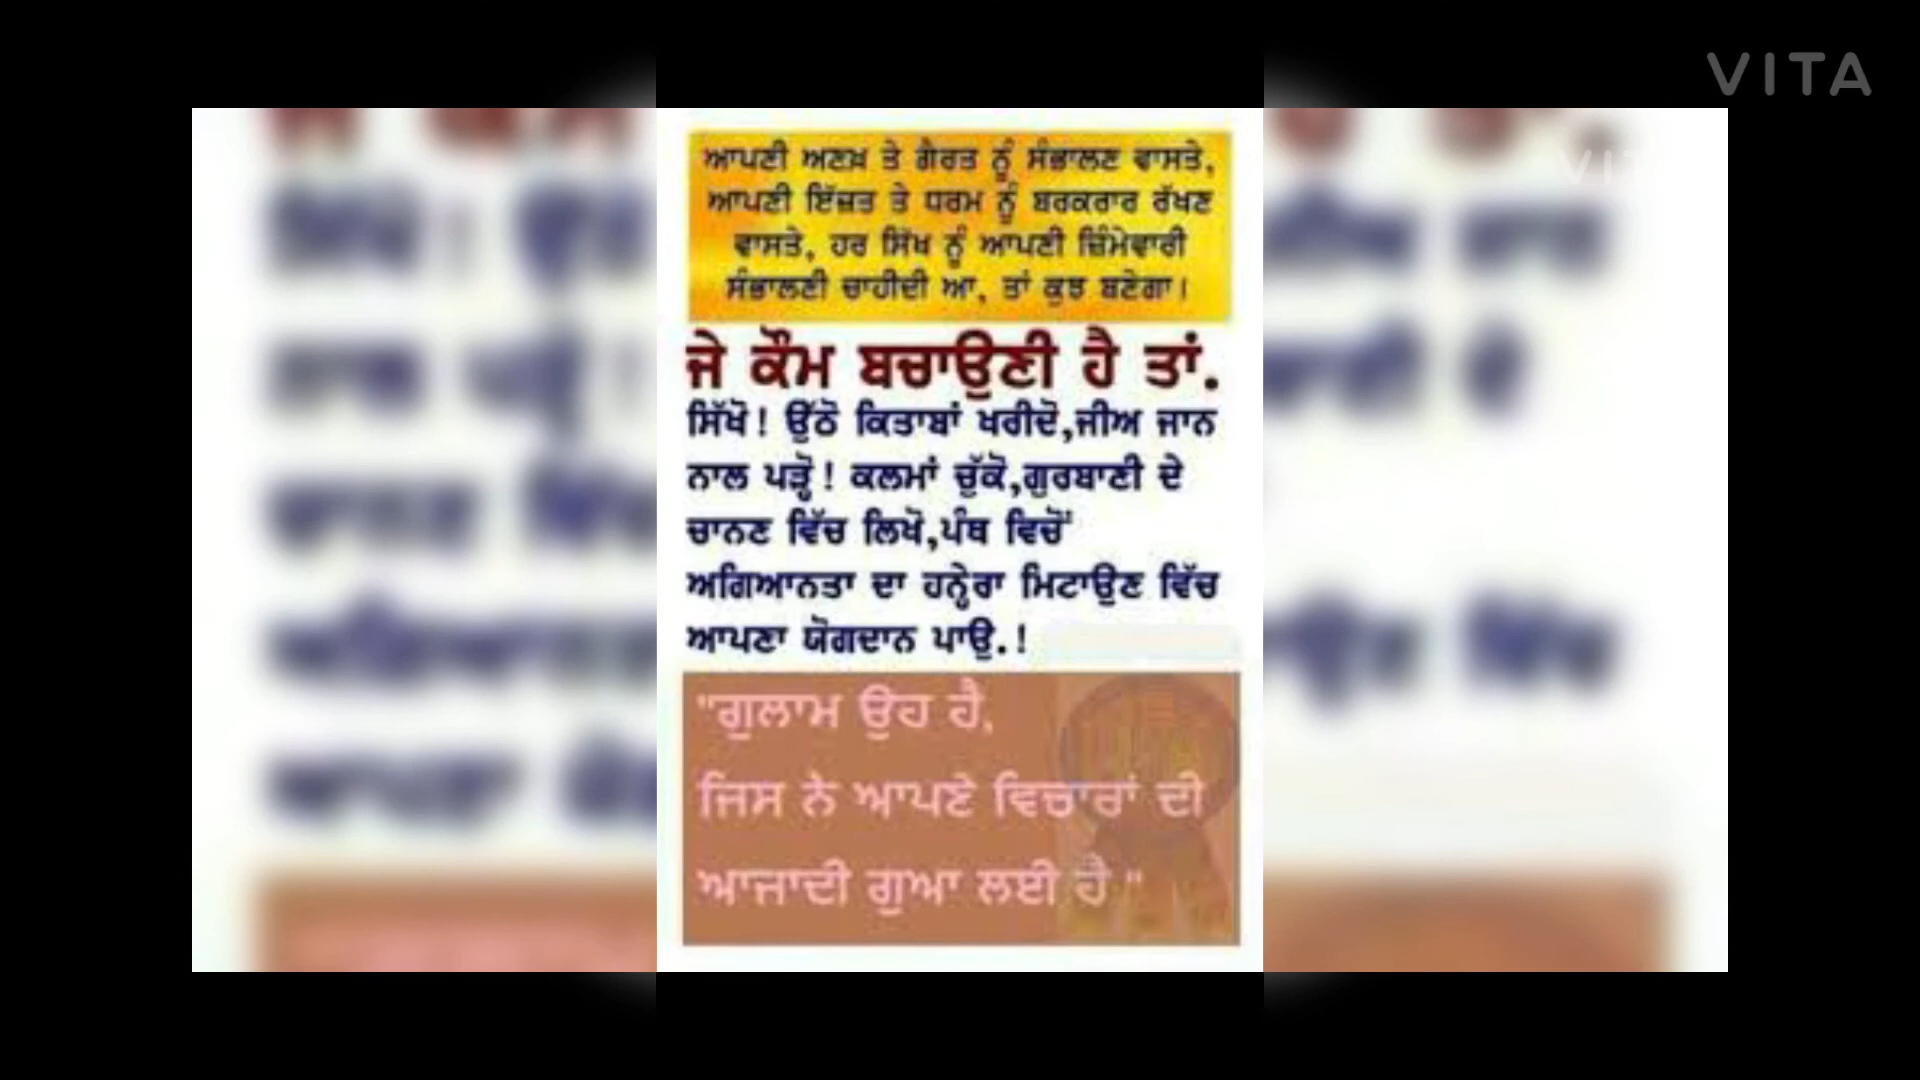 VITA
ਆਪਣੀ ਅਣਖ਼ ਤੇ ਗੈਰਤ ਨੂੰ ਸੰਭਾਲਣ ਵਾਸਤੇ,
ਆਪਣੀ ਇੱਜ਼ਤ ਤੇ ਧਰਮ ਨੂੰ ਬਰਕਰਾਰ ਰੱਖਣ
ਵਾਸਤੇ, ਹਰ ਸਿੱਖ ਨੂੰ ਆਪਣੀ ਜ਼ਿੰਮੇਵਾਰੀ
ਸੰਭਾਲਣੀ ਚਾਹੀਦੀ ਆ, ਤਾਂ ਕੁਝ ਬਣੇਗਾ।
ਜੇ ਕੌਮ ਬਚਾਉਣੀ ਹੈ ਤਾਂ.
ਸਿੱਖੋ! ਉੱਠੋ ਕਿਤਾਬਾਂ ਖਰੀਦੋ,ਜੀਅ ਜਾਨ
ਨਾਲ ਪੜ੍ਹੋ! ਕਲਮਾਂ ਚੁੱਕੋ,ਗੁਰਬਾਣੀ ਦੇ
ਚਾਨਣ ਵਿੱਚ ਲਿਖੋ,ਪੰਥ ਵਿਚੋਂ
ਅਗਿਆਨਤਾ ਦਾ ਹਨ੍ਹੇਰਾ ਮਿਟਾਉਣ ਵਿੱਚ
ਆਪਣਾ ਯੋਗਦਾਨ ਪਾਉ.!
"ਗੁਲਾਮ ਉਹ ਹੈ,
ਜਿਸ ਨੇ ਆਪਣੇ ਵਿਚਾਰਾਂ ਦੀ
ਆਜਾਦੀ ਗੁਆ ਲਈ ਹੈ"